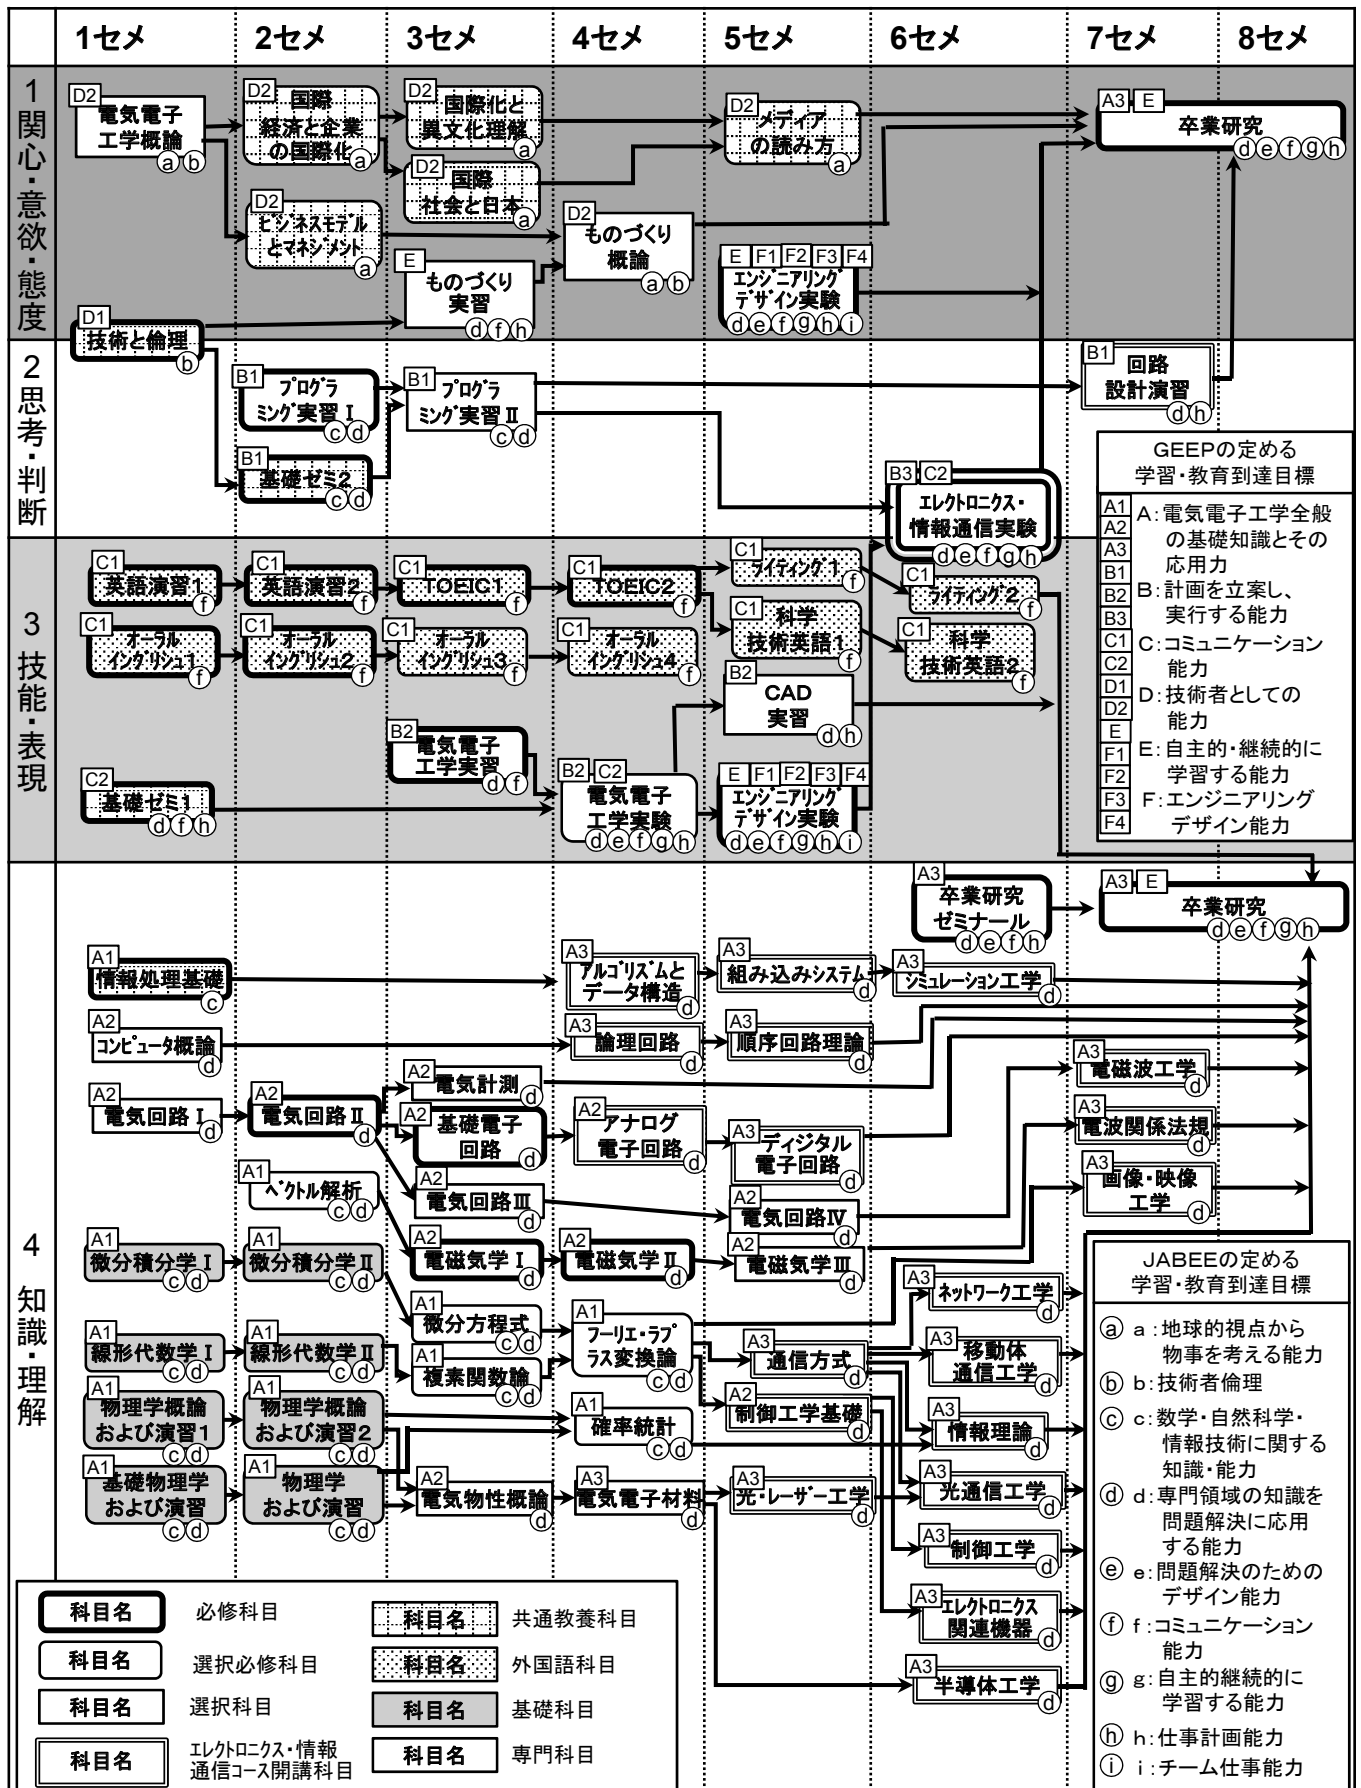 1セメ
2セメ
3セメ
4セメ
5セメ
6セメ
7セメ
8セメ
1
関心・意欲・態度
D2
電気電子
工学概論
ⓐⓑ
D2
国際
経済と企業
の国際化
ⓐ
D2
国際化と
異文化理解
ⓐ
D2
国際
社会と日本
ⓐ
D2
メディア
の読み方
ⓐ
A3 E
卒業研究
ⓓⓔⓕⓖⓗ
D2
ビジネスモデル
とマネジメント
ⓐ
D2
ものづくり
概論
ⓐⓑ
E
ものづくり
実習
ⓓⓕⓗ
E F1 F2 F3 F4
エンジニアリング
デザイン実験
ⓓⓔⓕⓖⓗⓘ
D1
技術と倫理
ⓑ
2
思考・判断
B1
プログラ
ミング実習Ⅰ
ⓒⓓ
B1
プログラ
ミング実習Ⅱ
ⓒⓓ
B1
回路
設計演習
ⓓⓗ
B1
基礎ゼミ2
ⓒⓓ
B3 C2
エレクトロニクス・
情報通信実験
ⓓⓔⓕⓖⓗ
GEEPの定める
学習・教育到達目標
A1
A2
A3
B1
B2
B3
C1
C2
D1
D2
E
F1
F2
F3
F4
A:電気電子工学全般
の基礎知識とその
応用力
B:計画を立案し、
実行する能力
C:コミュニケーション
能力
D:技術者としての
能力
E:自主的・継続的に
学習する能力
F:エンジニアリング
デザイン能力
3
技能・表現
C1
英語演習1
ⓕ
C1
英語演習2
ⓕ
C1
TOEIC1
ⓕ
C1
TOEIC2
ⓕ
C1
ライティング1
ⓕ
C1
ライティング2
ⓕ
C1
オーラル
イングリシュ1
ⓕ
C1
オーラル
イングリシュ2
ⓕ
C1
オーラル
イングリシュ3
ⓕ
C1
オーラル
イングリシュ4
ⓕ
C1
科学
技術英語1
ⓕ
C1
科学
技術英語2
ⓕ
B2
CAD
実習
ⓓⓗ
B2
電気電子
工学実習
ⓓⓕ
C2
基礎ゼミ1
ⓓⓕⓗ
B2 C2
電気電子
工学実験
ⓓⓔⓕⓖⓗ
E F1 F2 F3 F4
エンジニアリング
デザイン実験
ⓓⓔⓕⓖⓗⓘ
4
知識・理解
A3
卒業研究
ゼミナール
ⓓⓔⓕⓗ
A3 E
卒業研究
ⓓⓔⓕⓖⓗ
A1
情報処理基礎
ⓒ
A3
アルゴリズムと
データ構造
ⓓ
A3
組み込みシステム
ⓓ
A3
シミュレーション工学
ⓓ
A2
コンピュータ概論
ⓓ
A3
論理回路
ⓓ
A3
順序回路理論
ⓓ
A3
電磁波工学
ⓓ
A2
電気回路Ⅰ
ⓓ
A2
電気回路Ⅱ
ⓓ
A2
電気計測
ⓓ
A2
基礎電子
回路
ⓓ
A2
アナログ
電子回路
ⓓ
A3
ディジタル
電子回路
ⓓ
A3
電波関係法規
ⓓ
A3
画像・映像
工学
ⓓ
A1
ベクトル解析
ⓒⓓ
A2
電気回路Ⅲ
ⓓ
A2
電気回路Ⅳ
ⓓ
A1
微分積分学Ⅰ
ⓒⓓ
A1
微分積分学Ⅱ
ⓒⓓ
A2
電磁気学Ⅰ
ⓓ
A2
電磁気学Ⅱ
ⓓ
A2
電磁気学Ⅲ
ⓓ
A3
ネットワーク工学
ⓓ
A1
微分方程式
ⓒⓓ
A1
フーリエ・ラプ
ラス変換論
ⓒⓓ
A3
通信方式
ⓓ
A3
移動体
通信工学
ⓓ
A1
線形代数学Ⅰ
ⓒⓓ
A1
線形代数学Ⅱ
ⓒⓓ
A1
複素関数論
ⓒⓓ
A2
制御工学基礎
ⓓ
A3
情報理論
ⓓ
A1
物理学概論
および演習1
ⓒⓓ
A1
物理学概論
および演習2
ⓒⓓ
A1
確率統計
ⓒⓓ
A1
基礎物理学
および演習
ⓒⓓ
A1
物理学
および演習
ⓒⓓ
A2
電気物性概論
ⓓ
A3
電気電子材料
ⓓ
A3
光・レーザー工学
ⓓ
A3
光通信工学
ⓓ
A3
制御工学
ⓓ
A3
エレクトロニクス
関連機器
ⓓ
A3
半導体工学
ⓓ
JABEEの定める
学習・教育到達目標
ⓐ a:地球的視点から
物事を考える能力
ⓑ b:技術者倫理
ⓒ c:数学・自然科学・
情報技術に関する
知識・能力
ⓓ d:専門領域の知識を
問題解決に応用
する能力
ⓔ e:問題解決のための
デザイン能力
ⓕ f:コミュニケーション
能力
ⓖ g:自主的継続的に
学習する能力
ⓗ h:仕事計画能力
ⓘ i:チーム仕事能力
科目名 必修科目
科目名 共通教養科目
科目名 選択必修科目
科目名 外国語科目
科目名 選択科目
科目名 基礎科目
科目名 エレクトロニクス・情報
通信コース開講科目
科目名 専門科目